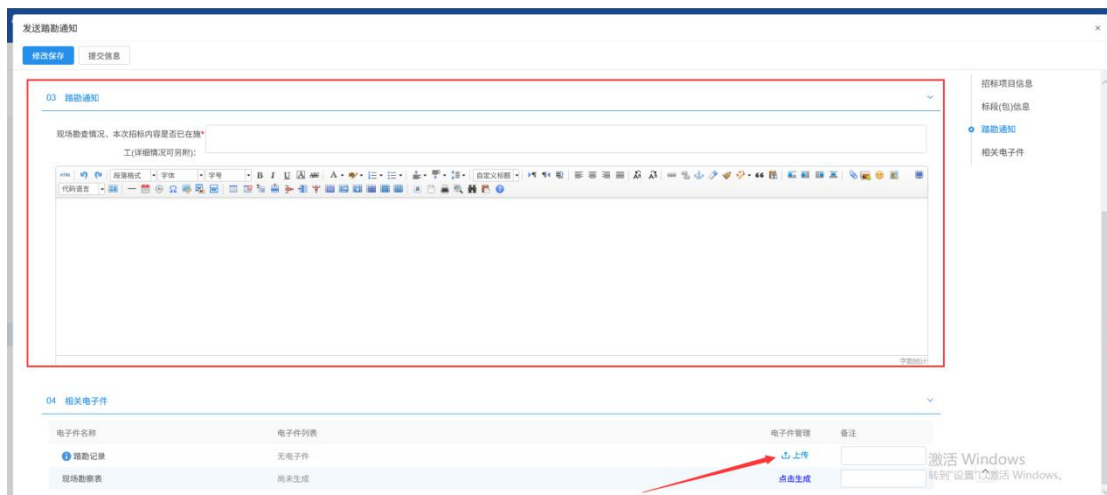 发送踏勘通知
×
修改保存 提交信息
03 踏勘通知
现场勘查情况、本次招标内容是否已在施*
工(详细情况可另附):
HTML 段落格式 字体 字号 B I U A ABC A 自定义标题
代码语言
字数统计
04 相关电子件
电子件名称 电子件列表 电子件管理 备注
踏勘记录 无电子件 上传
现场勘察表 尚未生成 点击生成
招标项目信息
标段(包)信息
踏勘通知
相关电子件
激活 Windows
转到"设置"以激活 Windows。